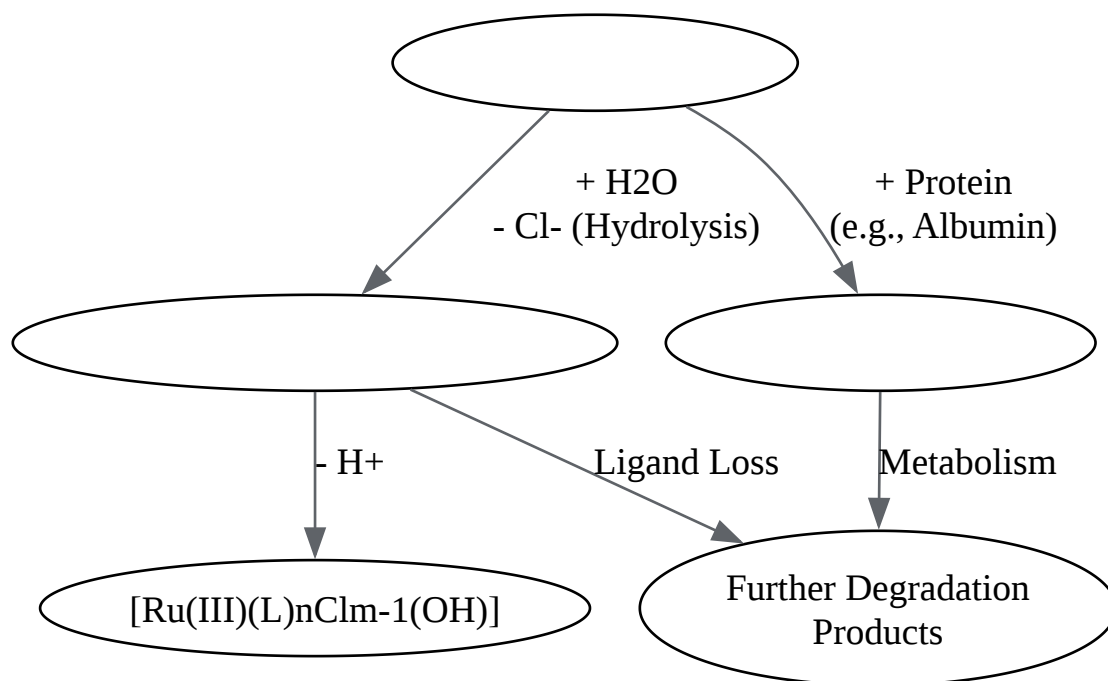 + H2O
- Cl- (Hydrolysis)
+ Protein
(e.g., Albumin)
- H+
Ligand Loss
Metabolism
[Ru(III)(L)nClm-1(OH)]
Further Degradation
Products